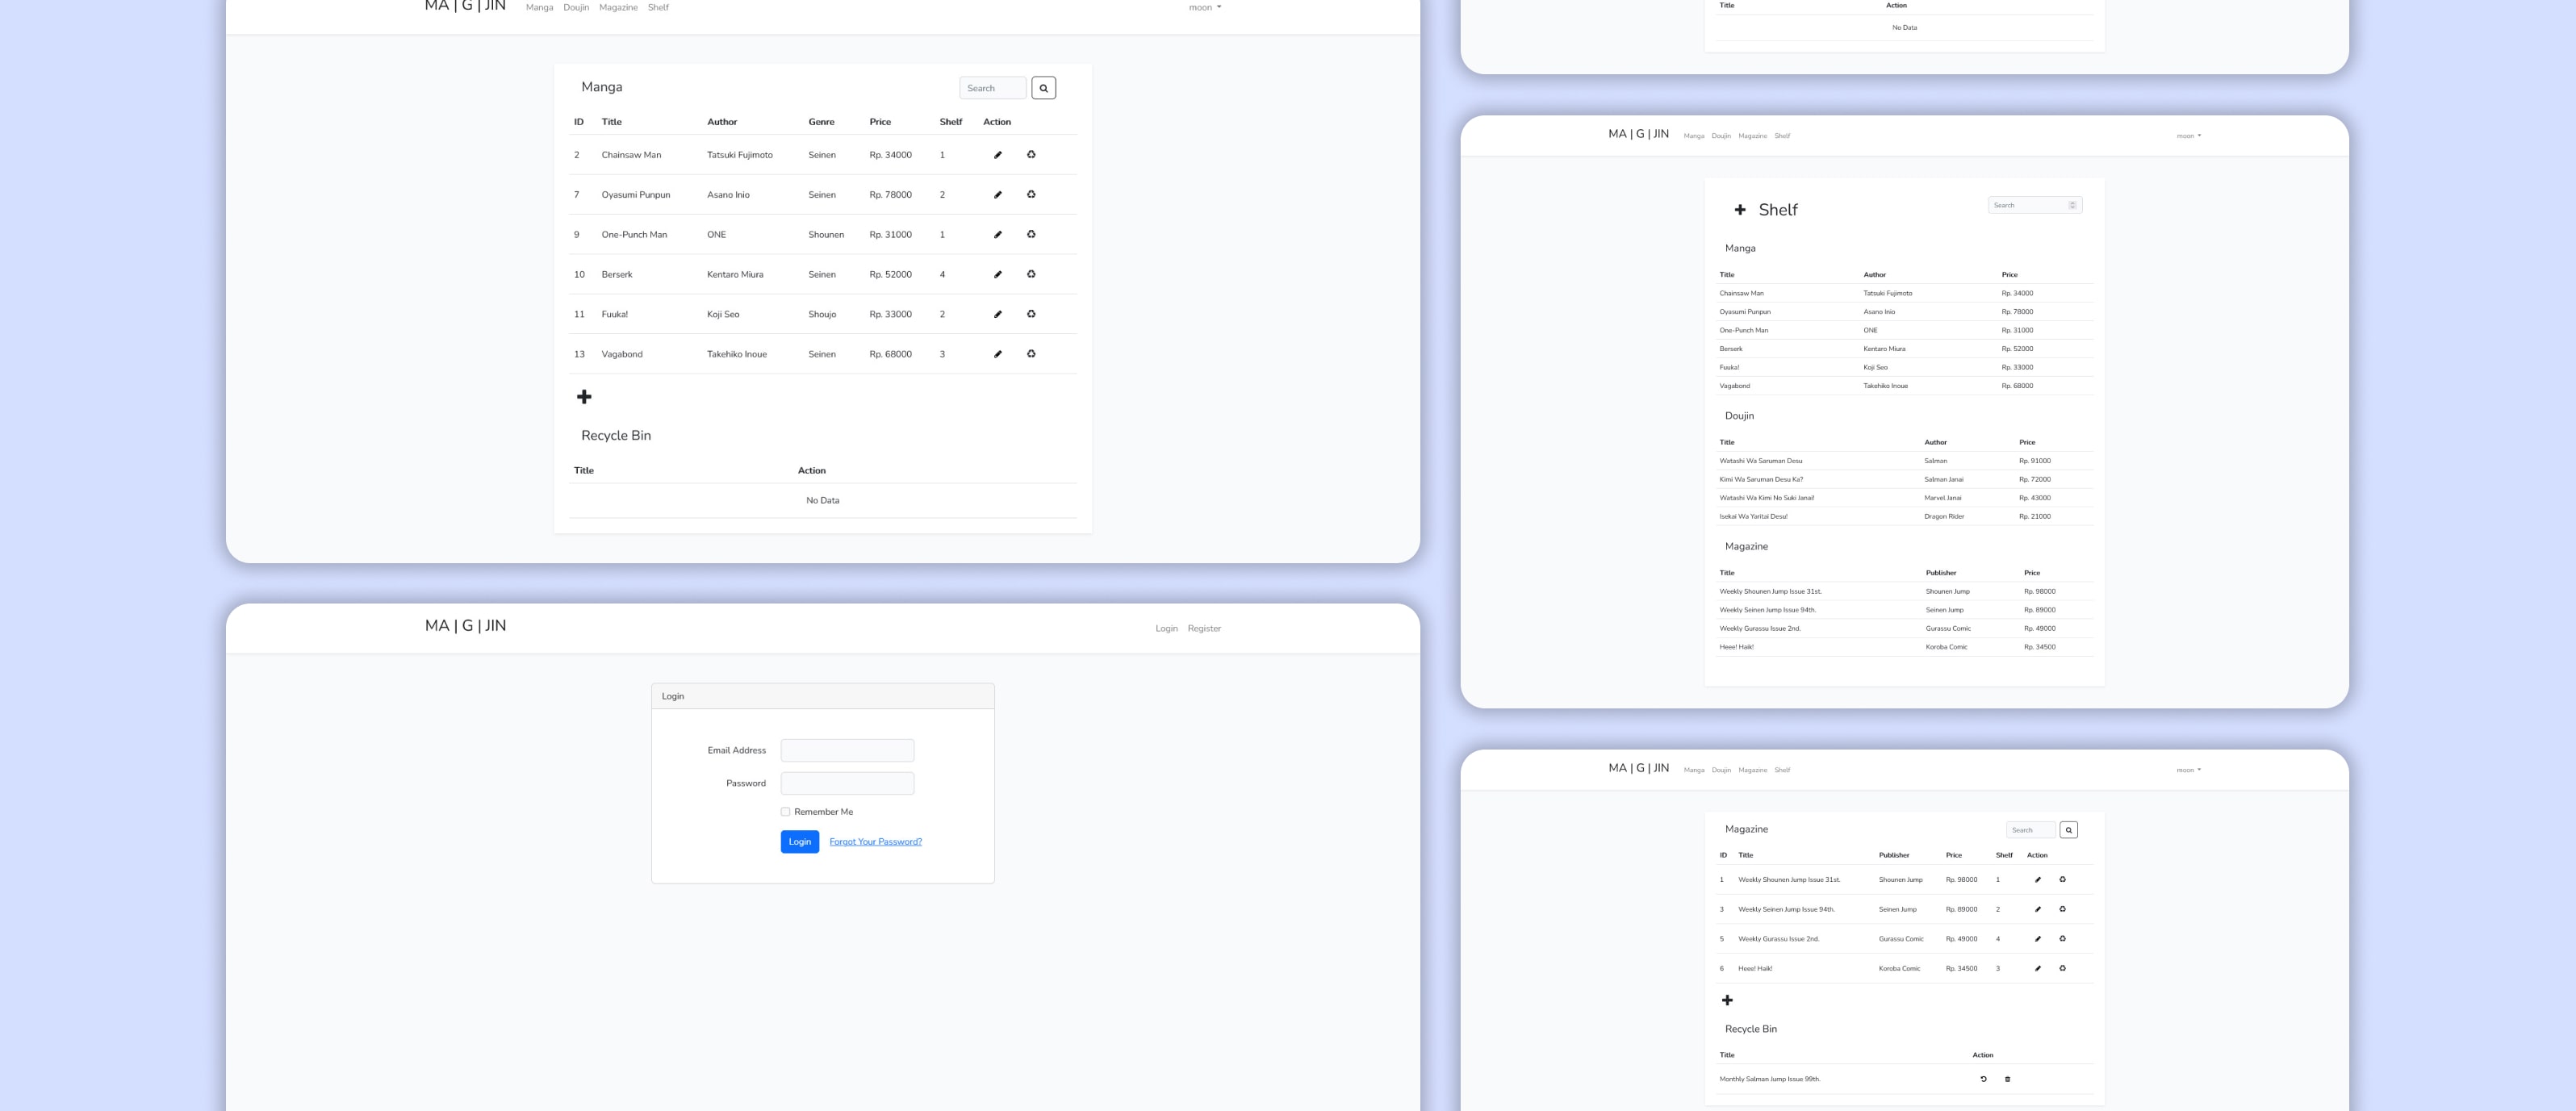 MA | G | JIN Manga Doujin Magazine Shelf moon
Manga Search
ID Title Author Genre Price Shelf Action
2 Chainsaw Man Tatsuki Fujimoto Seinen Rp. 34000 1
7 Oyasumi Punpun Asano Inio Seinen Rp. 78000 2
9 One-Punch Man ONE Shounen Rp. 31000 1
10 Berserk Kentaro Miura Seinen Rp. 52000 4
11 Fuuka! Koji Seo Shoujo Rp. 33000 2
13 Vagabond Takehiko Inoue Seinen Rp. 68000 3
Recycle Bin
Title Action
No Data
MA | G | JIN Login Register
Login
Email Address
Password
Remember Me
Login Forgot Your Password?
Title Action
No Data
MA | G | JIN Manga Doujin Magazine Shelf moon
Shelf Search
Manga
Title Author Price
Chainsaw Man Tatsuki Fujimoto Rp. 34000
Oyasumi Punpun Asano Inio Rp. 78000
One-Punch Man ONE Rp. 31000
Berserk Kentaro Miura Rp. 52000
Fuuka! Koji Seo Rp. 33000
Vagabond Takehiko Inoue Rp. 68000
Doujin
Title Author Price
Watashi Wa Saruman Desu Salman Rp. 91000
Kimi Wa Saruman Desu Ka? Salman Janai Rp. 72000
Watashi Wa Kimi No Suki Janai! Marvel Janai Rp. 43000
Isekai Wa Yaritai Desu! Dragon Rider Rp. 21000
Magazine
Title Publisher Price
Weekly Shounen Jump Issue 31st. Shounen Jump Rp. 98000
Weekly Seinen Jump Issue 94th. Seinen Jump Rp. 89000
Weekly Gurassu Issue 2nd. Gurassu Comic Rp. 49000
Heee! Haik! Koroba Comic Rp. 34500
MA | G | JIN Manga Doujin Magazine Shelf moon
Magazine Search
ID Title Publisher Price Shelf Action
1 Weekly Shounen Jump Issue 31st. Shounen Jump Rp. 98000 1
3 Weekly Seinen Jump Issue 94th. Seinen Jump Rp. 89000 2
5 Weekly Gurassu Issue 2nd. Gurassu Comic Rp. 49000 4
6 Heee! Haik! Koroba Comic Rp. 34500 3
Recycle Bin
Title Action
Monthly Salman Jump Issue 99th.